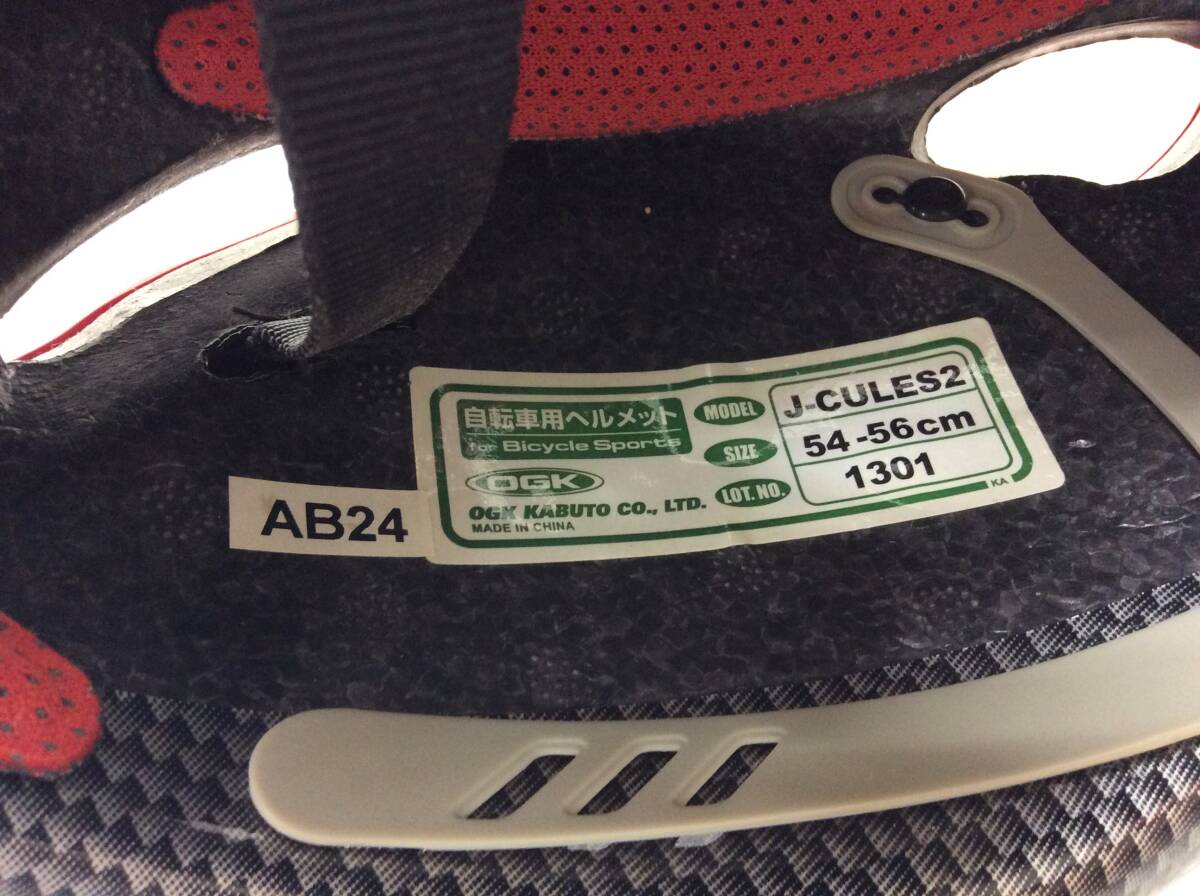 自転車用ヘルメット
for Bicycle Sports
OGK
OGK KABUTO CO., LTD.
MADE IN CHINA
MODEL J-CULES2
SIZE 54-56cm
LOT. NO. 1301
KA
AB24